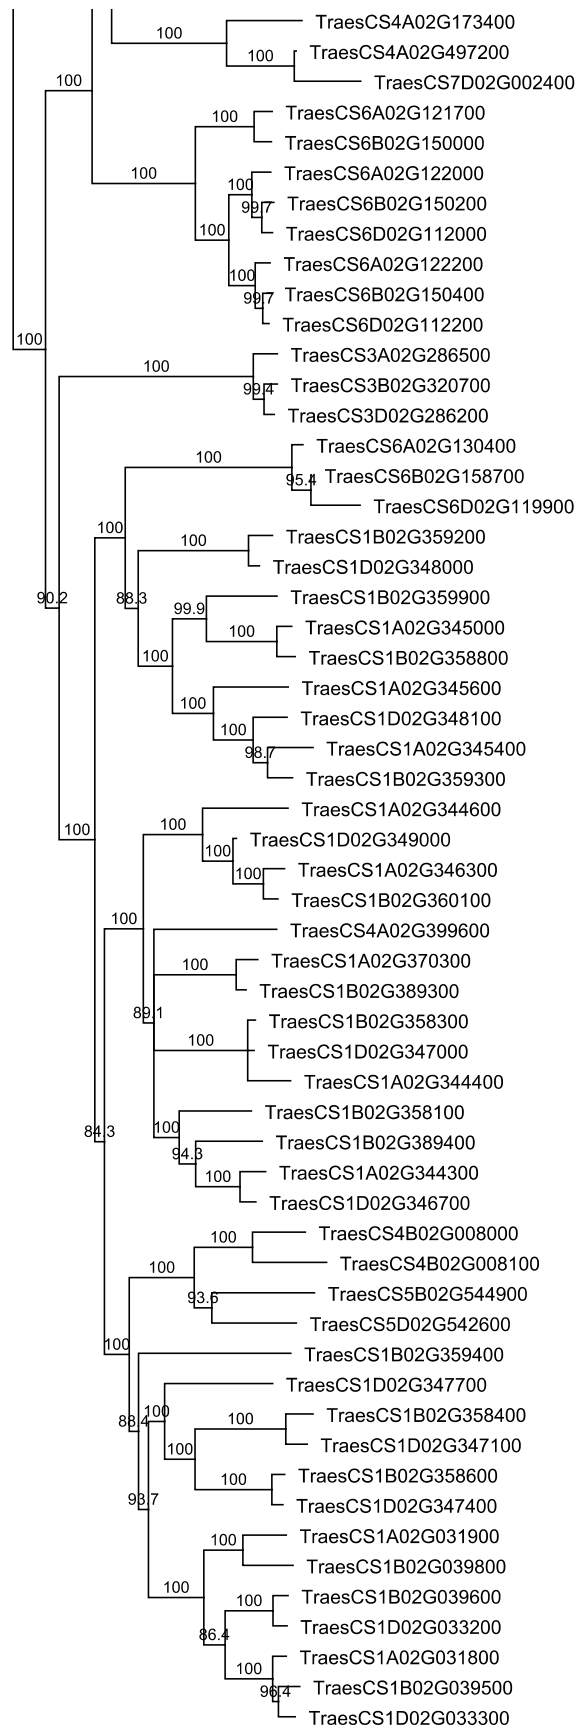 TraesCS4A02G173400
100
TraesCS4A02G497200
100
TraesCS7D02G002400
100
TraesCS6A02G121700
100
TraesCS6B02G150000
100
TraesCS6A02G122000
100
TraesCS6B02G150200
99.7
TraesCS6D02G112000
100
TraesCS6A02G122200
100
TraesCS6B02G150400
99.7
TraesCS6D02G112200
100
TraesCS3A02G286500
100
TraesCS3B02G320700
99.4
TraesCS3D02G286200
TraesCS6A02G130400
100
TraesCS6B02G158700
95.4
TraesCS6D02G119900
100
TraesCS1B02G359200
100
TraesCS1D02G348000
90.2
88.3
TraesCS1B02G359900
99.9
TraesCS1A02G345000
100
TraesCS1B02G358800
100
TraesCS1A02G345600
100
TraesCS1D02G348100
100
TraesCS1A02G345400
98.7
TraesCS1B02G359300
TraesCS1A02G344600
100
100
TraesCS1D02G349000
100
TraesCS1A02G346300
100
TraesCS1B02G360100
100
TraesCS4A02G399600
TraesCS1A02G370300
100
TraesCS1B02G389300
89.1
TraesCS1B02G358300
100
TraesCS1D02G347000
TraesCS1A02G344400
TraesCS1B02G358100
100
84.3
TraesCS1B02G389400
94.3
TraesCS1A02G344300
100
TraesCS1D02G346700
TraesCS4B02G008000
100
TraesCS4B02G008100
100
TraesCS5B02G544900
93.6
TraesCS5D02G542600
100
TraesCS1B02G359400
TraesCS1D02G347700
100
88.4
TraesCS1B02G358400
100
TraesCS1D02G347100
100
TraesCS1B02G358600
100
TraesCS1D02G347400
93.7
TraesCS1A02G031900
100
TraesCS1B02G039800
100
TraesCS1B02G039600
100
TraesCS1D02G033200
86.4
TraesCS1A02G031800
100
TraesCS1B02G039500
96.4
TraesCS1D02G033300